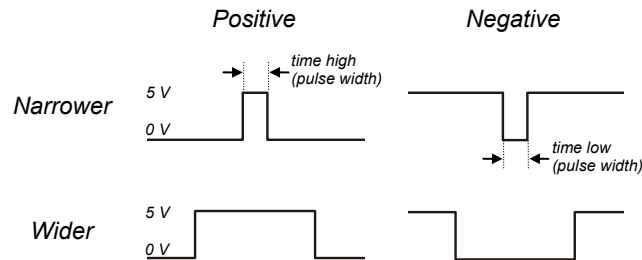 Positive
Negative
time high
(pulse width)
Narrower
5 V
0 V
time low
(pulse width)
Wider
5 V
0 V